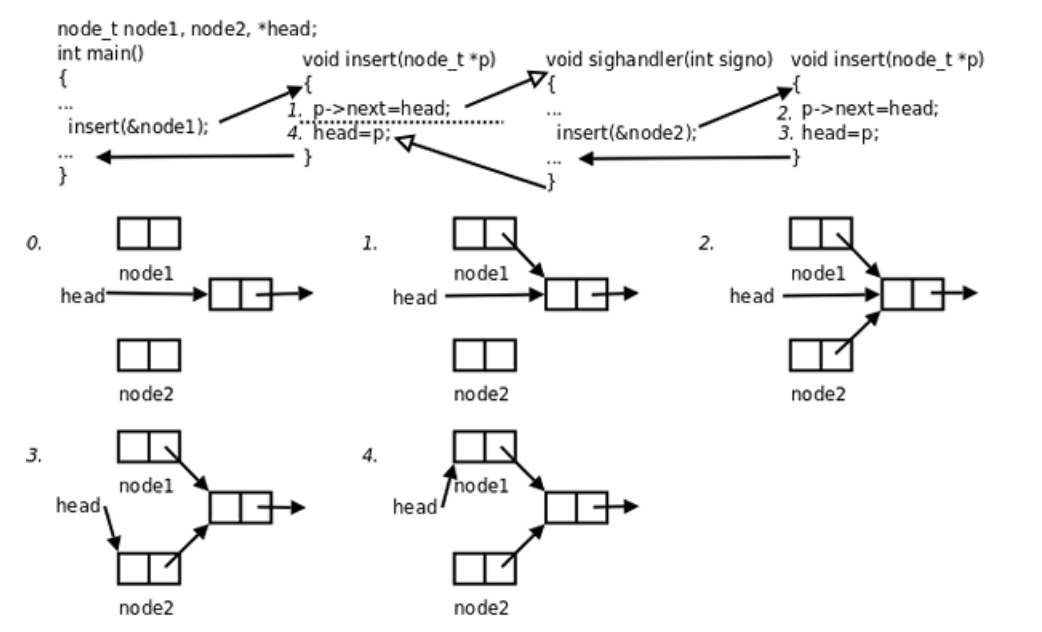 node_t node1, node2, *head;
int main()
{
...
insert(&node1);
...
}
void insert(node_t *p)
{
1. p->next=head;
4. head=p;
}
void sighandler(int signo)
{
...
insert(&node2);
...
}
void insert(node_t *p)
{
2. p->next=head;
3. head=p;
}
0.
node1
head
node2
1.
node1
head
node2
2.
node1
head
node2
3.
node1
head
node2
4.
node1
head
node2